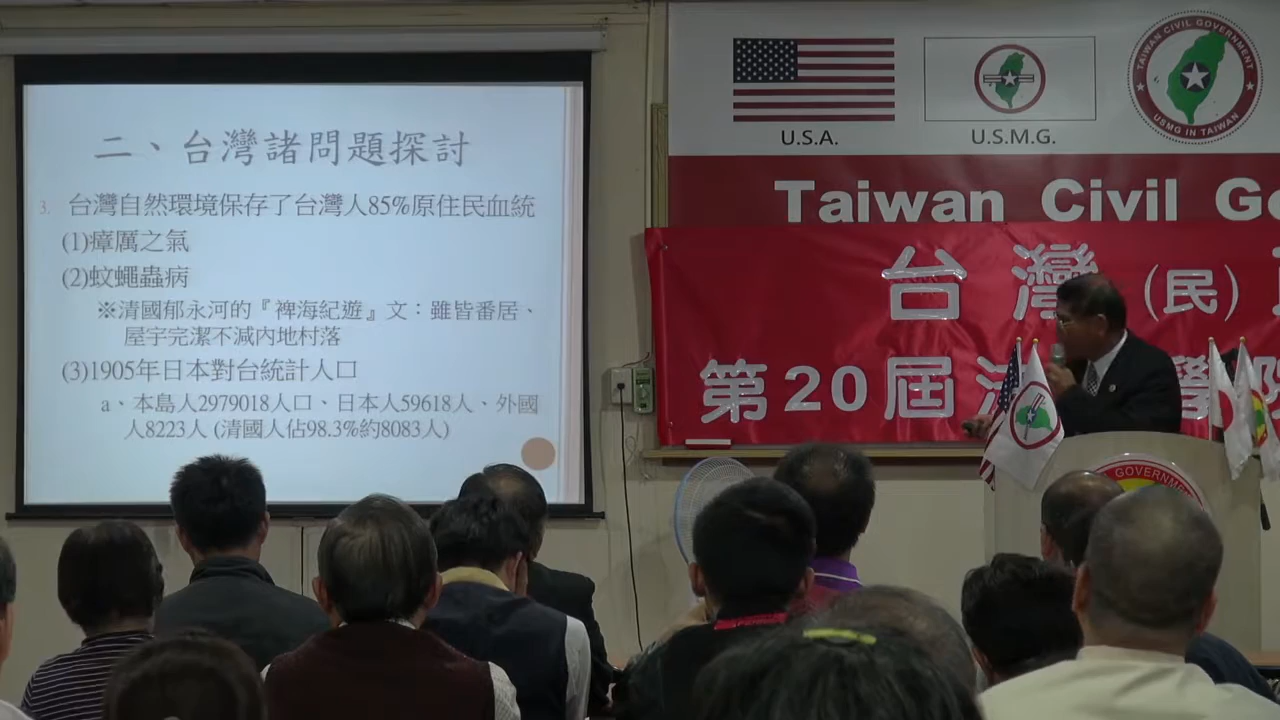 二、台灣諸問題探討
3. 台灣自然環境保存了台灣人85%原住民血統
(1)瘴厲之氣
(2)蚊蠅蟲病
※清國郁永河的『裨海紀遊』文：雖皆番居、
屋宇完潔不減內地村落
(3)1905年日本對台統計人口
a、本島人2979018人口、日本人59618人、外國
人8223人 (清國人佔98.3%約8083人)
U.S.A.
U.S.M.G.
TAIWAN CIVIL GOVERNMENT
USMG IN TAIWAN
Taiwan Civil Go
台灣(民)
第20屆
GOVERNM